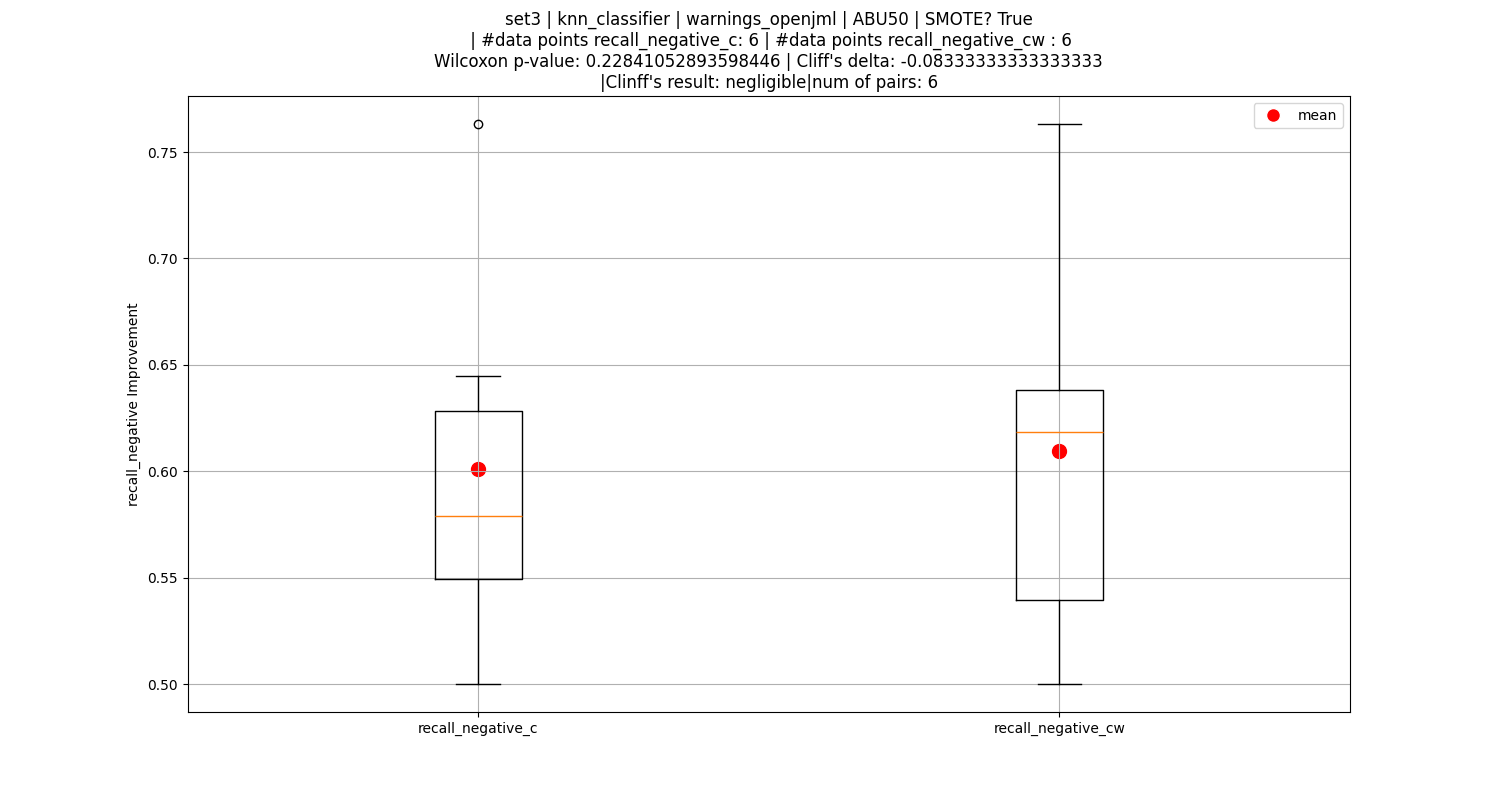 set3 | knn_classifier | warnings_openjml | ABU50 | SMOTE? True
| #data points recall_negative_c: 6 | #data points recall_negative_cw : 6
Wilcoxon p-value: 0.22841052893598446 | Cliff's delta: -0.08333333333333333
|Clinff's result: negligible|num of pairs: 6
mean
0.75
0.70
0.65
0.60
0.55
0.50
recall_negative Improvement
recall_negative_c
recall_negative_cw